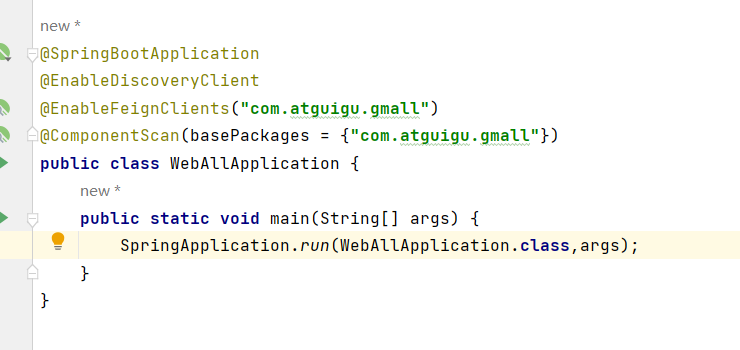 new *
@SpringBootApplication
@EnableDiscoveryClient
@EnableFeignClients("com.atguigu.gmall")
@ComponentScan(basePackages = {"com.atguigu.gmall"})
public class WebAllApplication {
new *
public static void main(String[] args) {
SpringApplication.run(WebAllApplication.class,args);
}
}